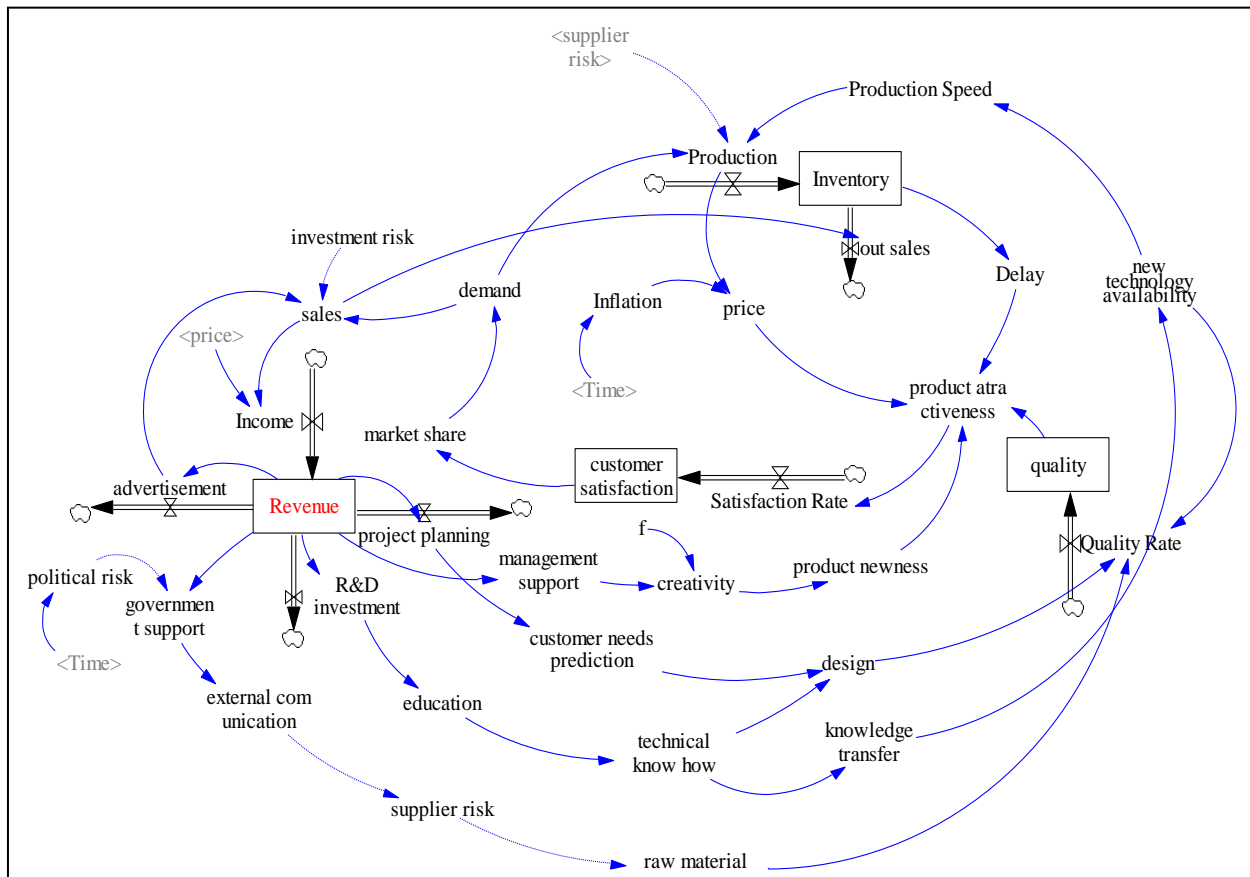 <supplier
risk>
Production Speed
Production
Inventory
investment risk
out sales
Delay
new
technology
availability
demand
Inflation
price
sales
<price>
<Time>
product atra
ctiveness
Income
market share
customer
satisfaction
quality
advertisement
Revenue
Satisfaction Rate
project planning
f
Quality Rate
management
support
creativity
product newness
political risk
R&D
investment
governmen
t support
customer needs
prediction
<Time>
design
external com
unication
education
technical
know how
knowledge
transfer
supplier risk
raw material